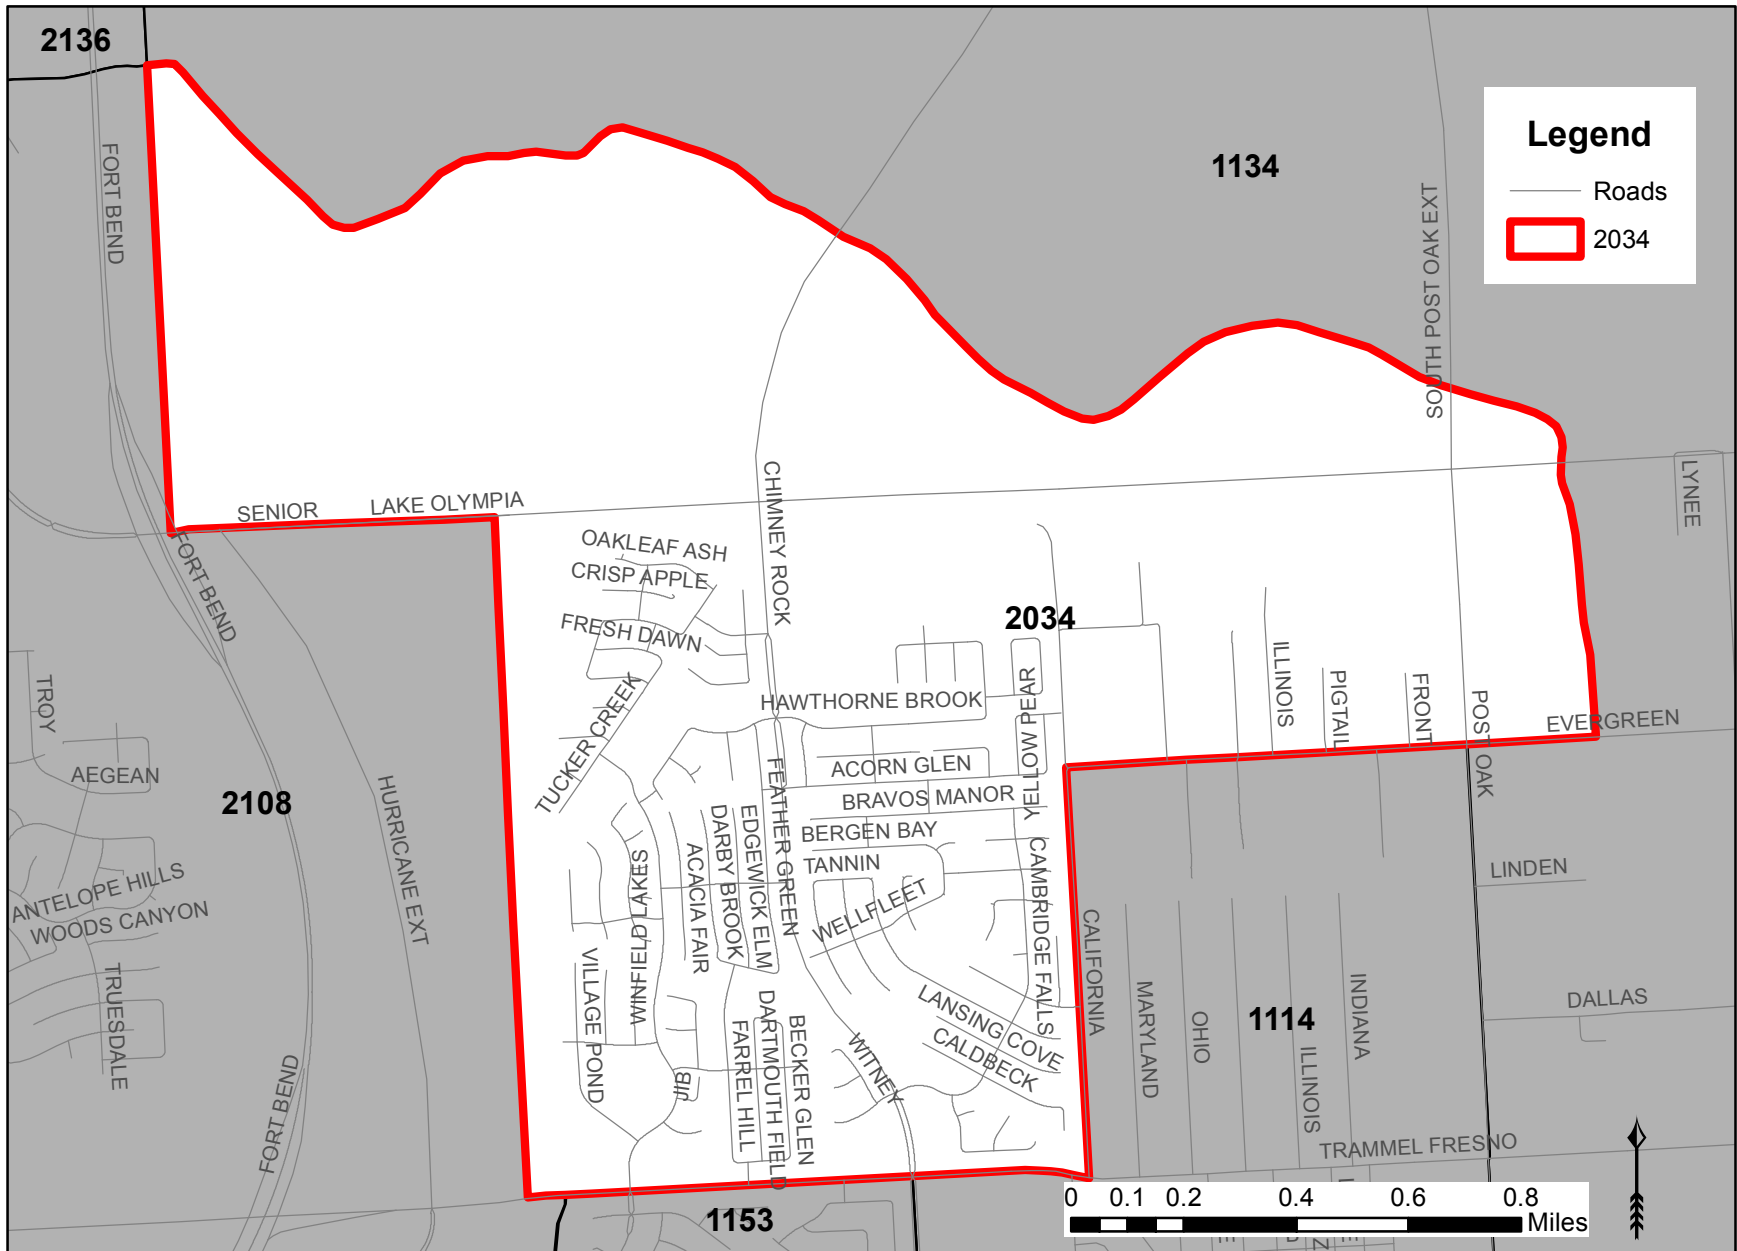 2136
FORT BEND
1134
Legend
Roads
2034
SOUTH POST OAK EXT
SENIOR
LAKE OLYMPIA
CHIMNEY ROCK
LYNEE
FORT BEND
OAKLEAF ASH
CRISP APPLE
FRESH DAWN
2034
TROY
TUCKER CREEK
HAWTHORNE BROOK
YELLOW PEAR
ILLINOIS
PIGTAIL
FRONT
POST OAK
EVERGREEN
AEGEAN
2108
HURRICANE EXT
ACORN GLEN
BRAVOS MANOR
BERGEN BAY
TANNIN
FEATHER GREEN
EDGEWICK ELM
DARBY BROOK
ACACIA FAIR
WINFIELD LAKES
WELLFLEET
CAMBRIDGE FALLS
LINDEN
ANTELOPE HILLS
WOODS CANYON
TRUESDALE
VILLAGE POND
CALIFORNIA
MARYLAND
OHIO
1114
ILLINOIS
INDIANA
DALLAS
LANSING COVE
CALDBECK
WITNEY
BECKER GLEN
DARTMOUTH FIELD
FARREL HILL
JIB
FORT BEND
TRAMMEL FRESNO
1153
0 0.1 0.2 0.4 0.6 0.8
Miles